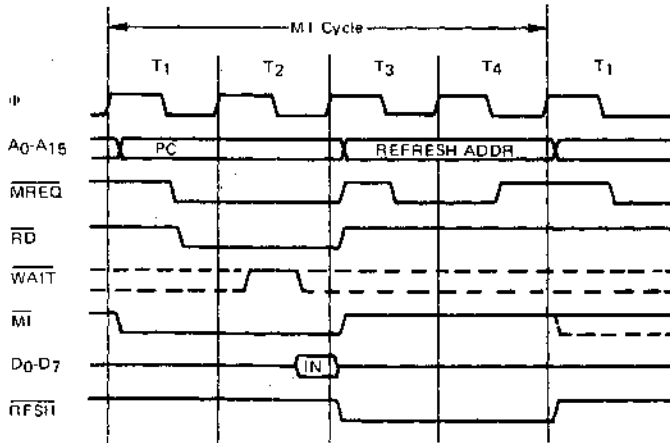 M1 Cycle
T1 T2 T3 T4 T1
Φ
A0-A15 PC REFRESH ADDR
MREQ
RD
WAIT
M1
D0-D7 IN
RFSH